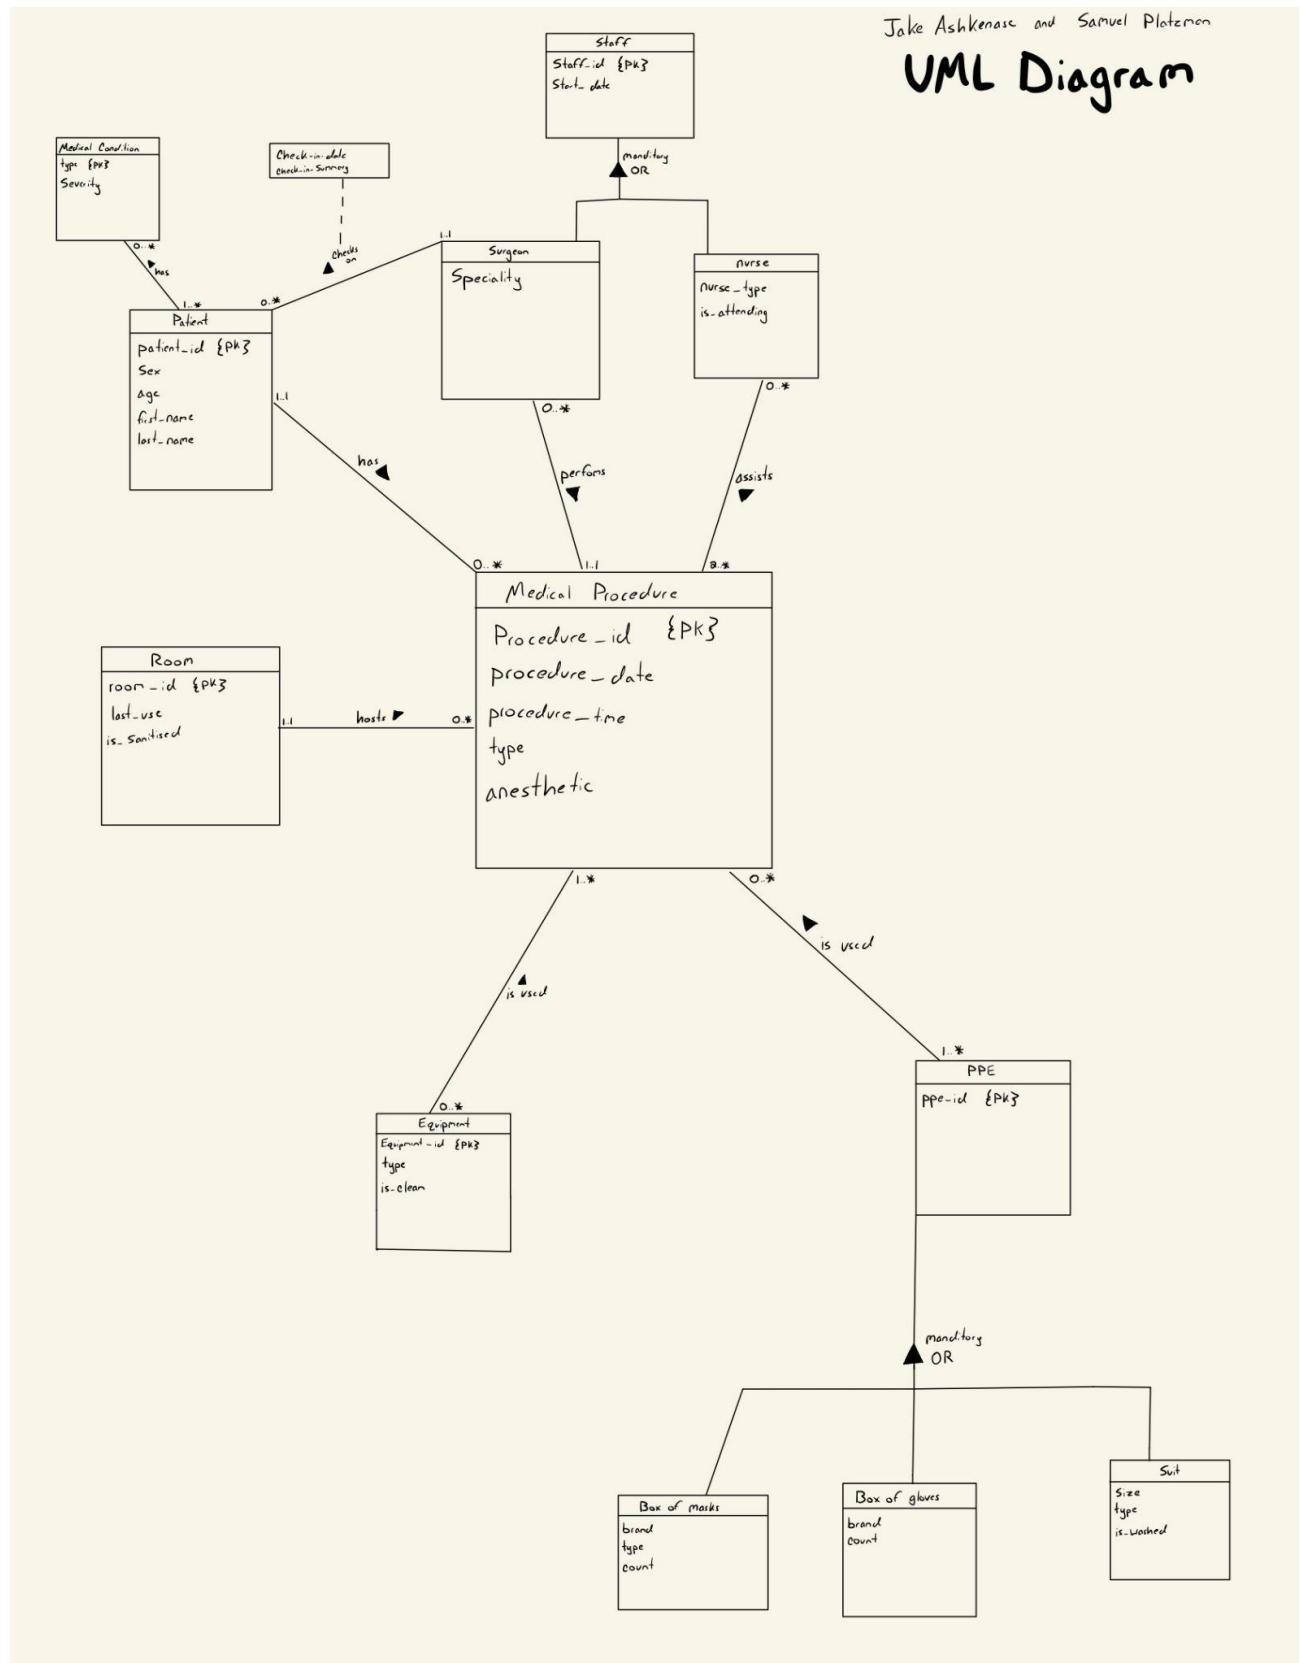 Jake Ashkenase and Samuel Platzman
UML Diagram
Staff
Staff_id {PK}
Start_date
manditory
OR
Medical Condition
type {PK}
Severity
0..*
has
1..*
Check-in-date
check-in-Summary
checks
on
1..1
0..*
Surgeon
Speciality
nurse
nurse_type
is_attending
Patient
patient_id {PK}
Sex
age
first_name
last_name
1..1
has
0..*
0..*
perfoms
1..1
0..*
assists
Medical Procedure
Procedure_id {PK}
procedure_date
procedure_time
type
anesthetic
Room
room_id {PK}
last_use
is_Sanitised
1..1
hosts
0..*
1..*
is used
0..*
0..*
is used
1..*
Equipment
Equipment_id {PK}
type
is_clean
PPE
ppe_id {PK}
manditory
OR
Box of masks
brand
type
count
Box of gloves
brand
count
Suit
Size
type
is_washed